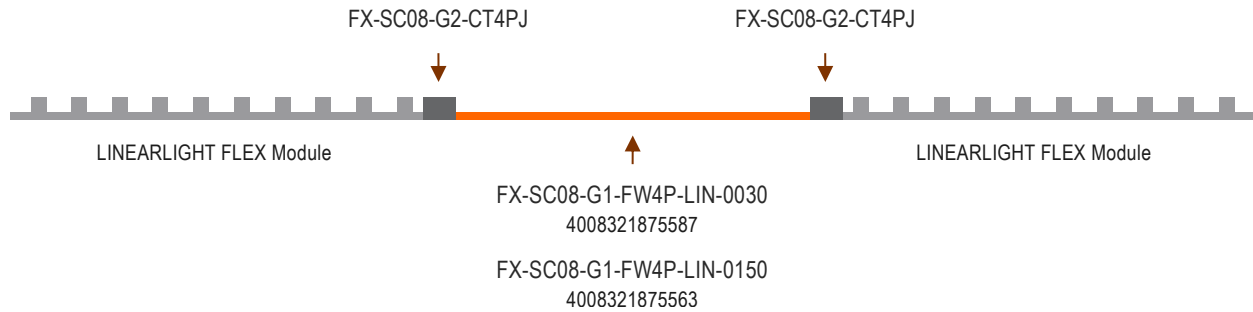 FX-SC08-G2-CT4PJ
FX-SC08-G2-CT4PJ
LINEARLIGHT FLEX Module
LINEARLIGHT FLEX Module
FX-SC08-G1-FW4P-LIN-0030
4008321875587
FX-SC08-G1-FW4P-LIN-0150
4008321875563